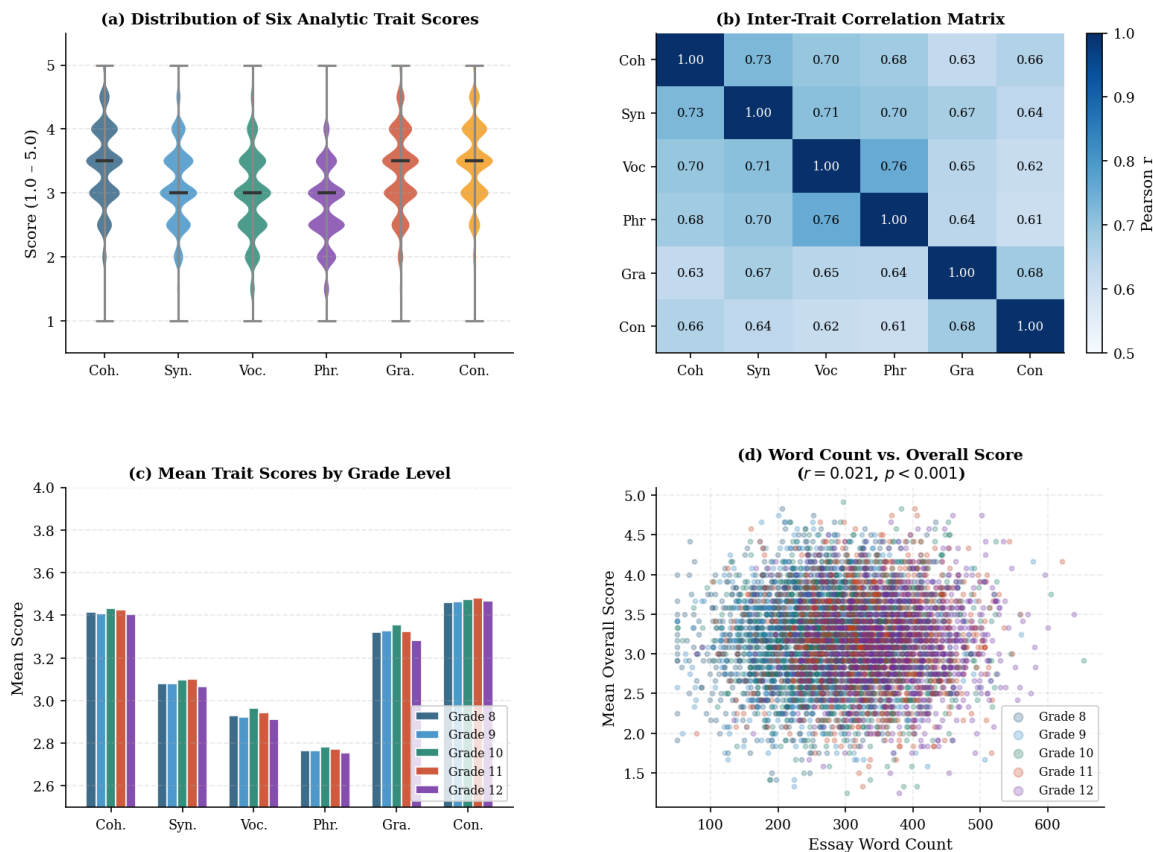 (a) Distribution of Six Analytic Trait Scores
Score (1.0 – 5.0)
5
4
3
2
1
Coh. Syn. Voc. Phr. Gra. Con.
(b) Inter-Trait Correlation Matrix
Coh 1.00 0.73 0.70 0.68 0.63 0.66
Syn 0.73 1.00 0.71 0.70 0.67 0.64
Voc 0.70 0.71 1.00 0.76 0.65 0.62
Phr 0.68 0.70 0.76 1.00 0.64 0.61
Gra 0.63 0.67 0.65 0.64 1.00 0.68
Con 0.66 0.64 0.62 0.61 0.68 1.00
Coh Syn Voc Phr Gra Con
1.0
0.9
0.8
0.7
0.6
0.5
Pearson r
(c) Mean Trait Scores by Grade Level
Mean Score
4.0
3.8
3.6
3.4
3.2
3.0
2.8
2.6
Coh. Syn. Voc. Phr. Gra. Con.
Grade 8
Grade 9
Grade 10
Grade 11
Grade 12
(d) Word Count vs. Overall Score
(r = 0.021, p < 0.001)
Mean Overall Score
5.0
4.5
4.0
3.5
3.0
2.5
2.0
1.5
100 200 300 400 500 600
Essay Word Count
Grade 8
Grade 9
Grade 10
Grade 11
Grade 12